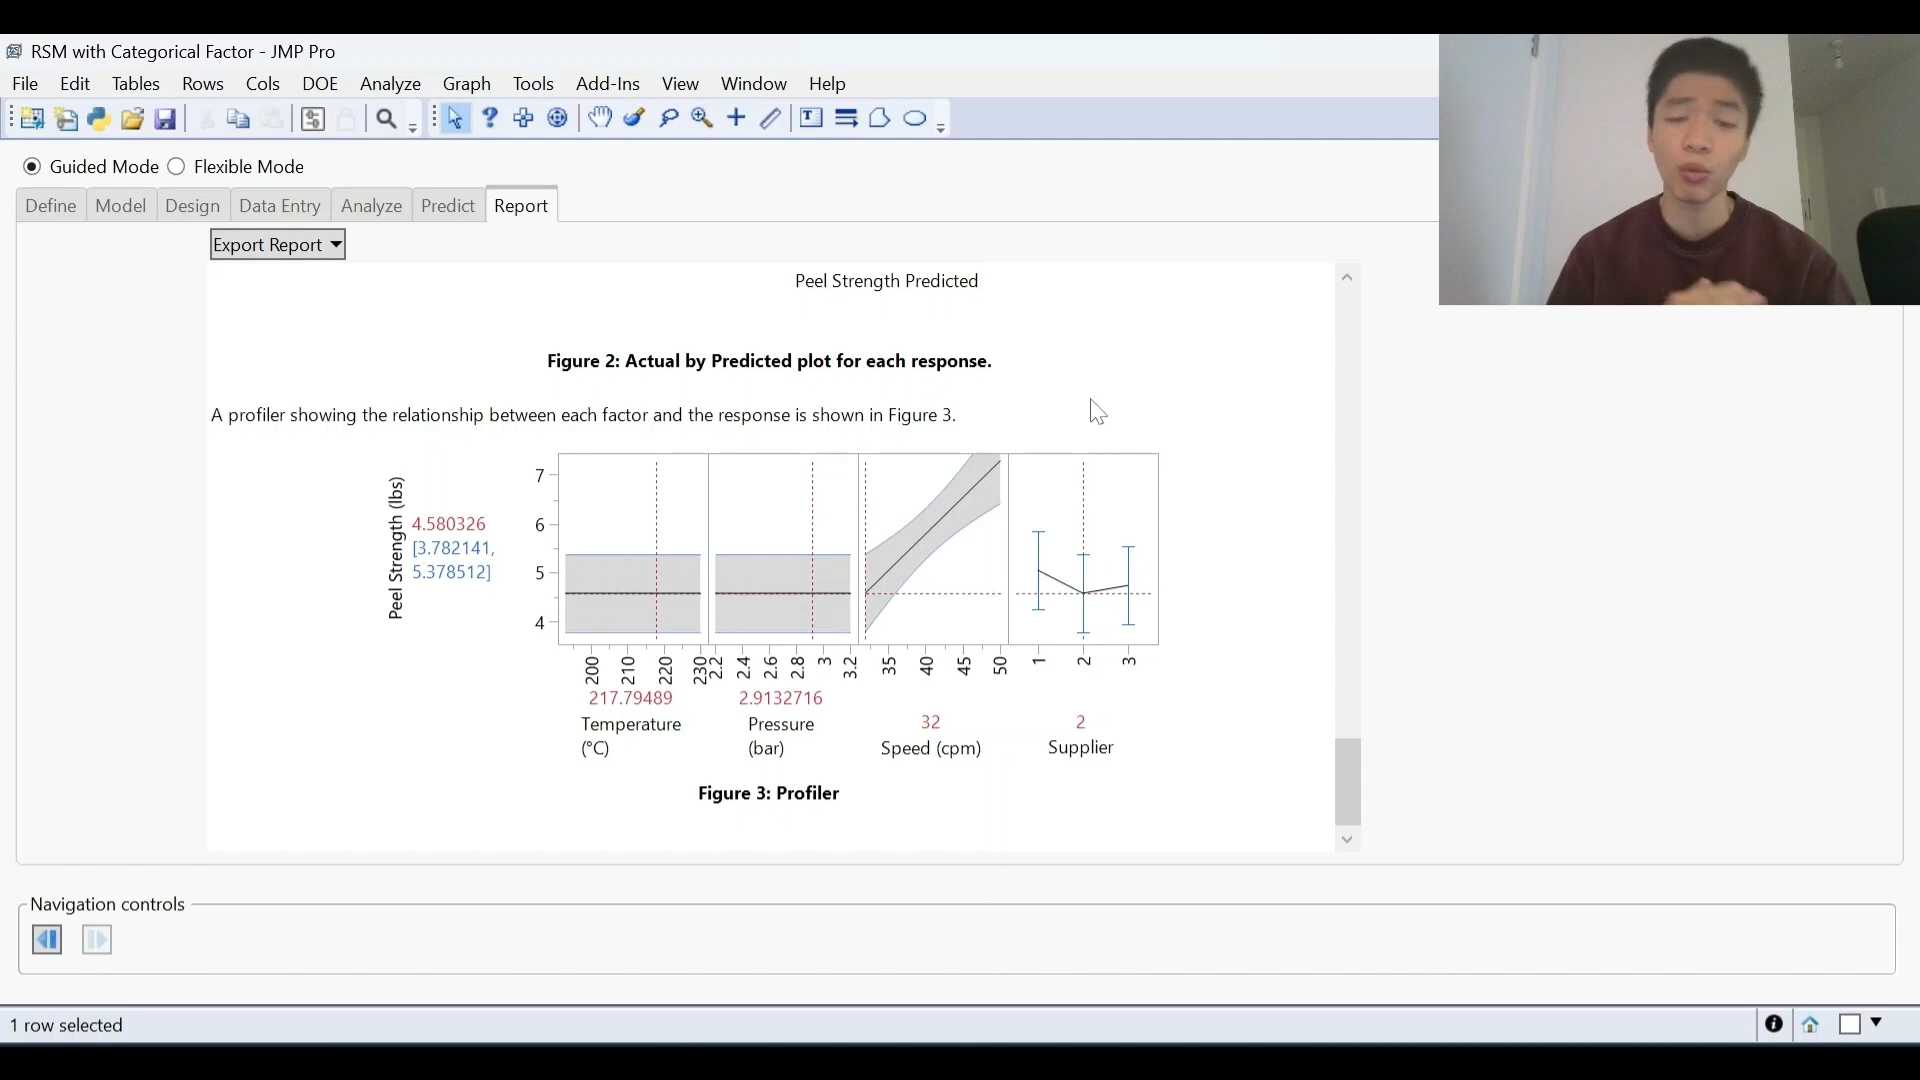 RSM with Categorical Factor - JMP Pro
File Edit Tables Rows Cols DOE Analyze Graph Tools Add-Ins View Window Help
Guided Mode Flexible Mode
Define Model Design Data Entry Analyze Predict Report
Export Report
Peel Strength Predicted
Figure 2: Actual by Predicted plot for each response.
A profiler showing the relationship between each factor and the response is shown in Figure 3.
Peel Strength (lbs)
4.580326
[3.782141,
5.378512]
7
6
5
4
200 210 220 230 2.2 2.4 2.6 2.8 3 3.2 35 40 45 50 1 2 3
217.79489 2.9132716 32 2
Temperature Pressure Speed (cpm) Supplier
(°C) (bar)
Figure 3: Profiler
Navigation controls
1 row selected